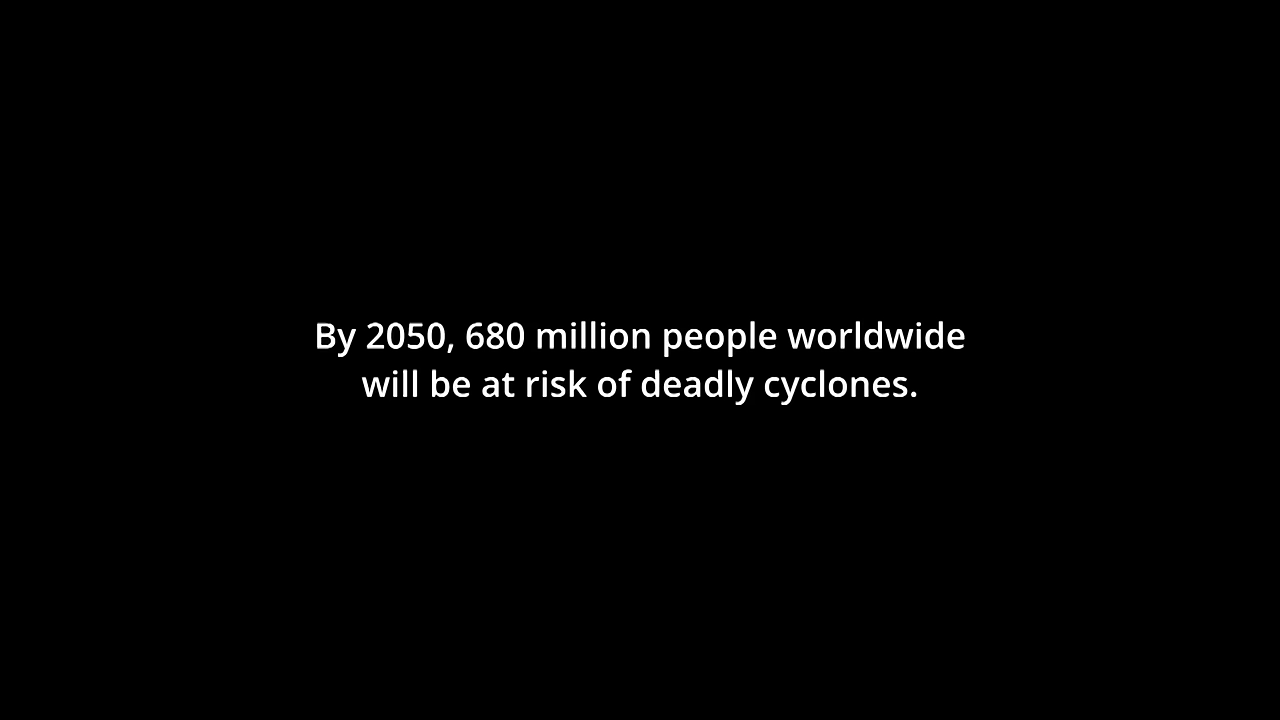 By 2050, 680 million people worldwide
will be at risk of deadly cyclones.